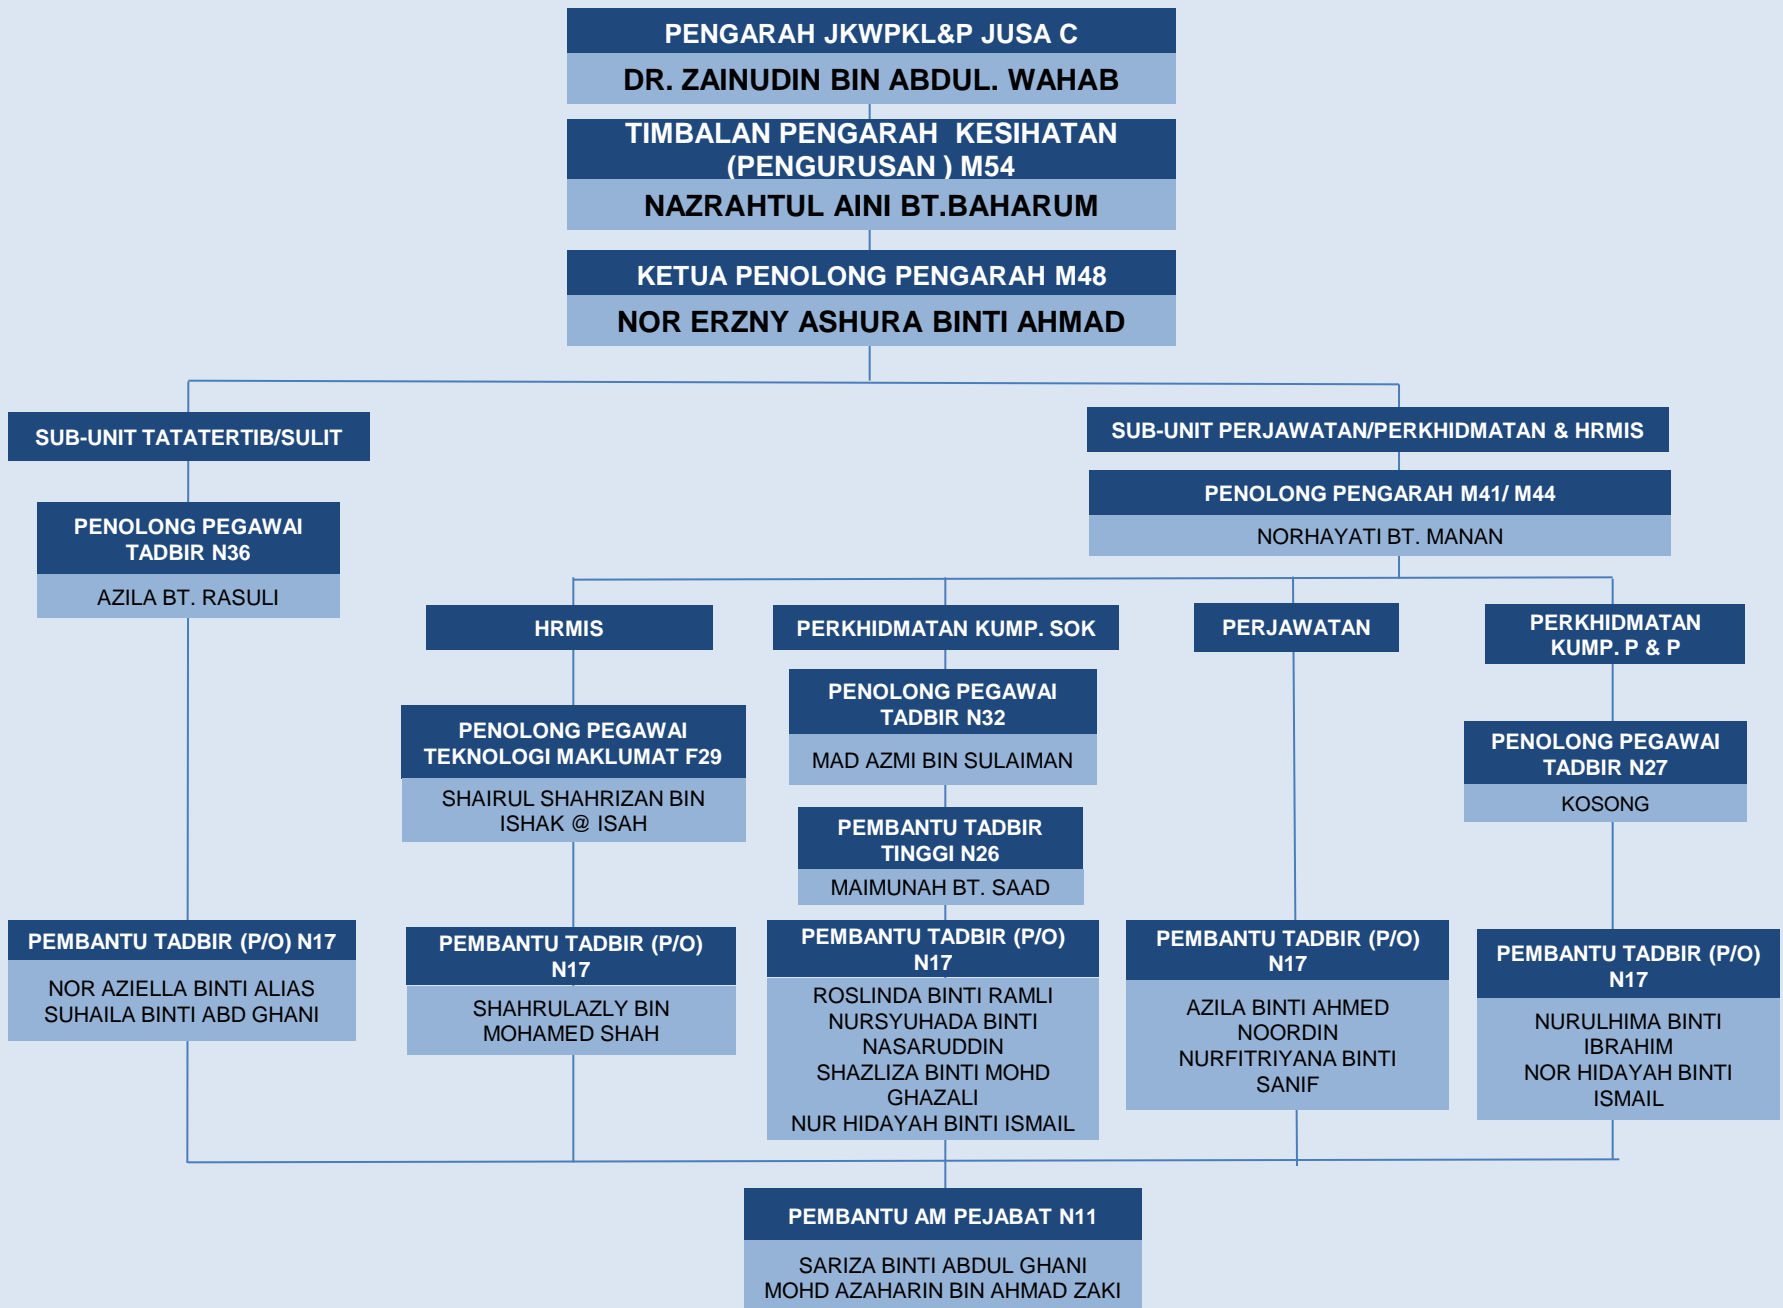 PENGARAH JKWPKL&P JUSA C
DR. ZAINUDIN BIN ABDUL. WAHAB
TIMBALAN PENGARAH KESIHATAN
(PENGURUSAN ) M54
NAZRAHTUL AINI BT.BAHARUM
KETUA PENOLONG PENGARAH M48
NOR ERZNY ASHURA BINTI AHMAD
SUB-UNIT TATATERTIB/SULIT
PENOLONG PEGAWAI
TADBIR N36
AZILA BT. RASULI
PEMBANTU TADBIR (P/O) N17
NOR AZIELLA BINTI ALIAS
SUHAILA BINTI ABD GHANI
SUB-UNIT PERJAWATAN/PERKHIDMATAN & HRMIS
PENOLONG PENGARAH M41/ M44
NORHAYATI BT. MANAN
HRMIS
PENOLONG PEGAWAI
TEKNOLOGI MAKLUMAT F29
SHAIRUL SHAHRIZAN BIN
ISHAK @ ISAH
PEMBANTU TADBIR (P/O)
N17
SHAHRULAZLY BIN
MOHAMED SHAH
PERKHIDMATAN KUMP. SOK
PENOLONG PEGAWAI
TADBIR N32
MAD AZMI BIN SULAIMAN
PEMBANTU TADBIR
TINGGI N26
MAIMUNAH BT. SAAD
PEMBANTU TADBIR (P/O)
N17
ROSLINDA BINTI RAMLI
NURSYUHADA BINTI
NASARUDDIN
SHAZLIZA BINTI MOHD
GHAZALI
NUR HIDAYAH BINTI ISMAIL
PERJAWATAN
PEMBANTU TADBIR (P/O)
N17
AZILA BINTI AHMED
NOORDIN
NURFITRIYANA BINTI
SANIF
PERKHIDMATAN
KUMP. P & P
PENOLONG PEGAWAI
TADBIR N27
KOSONG
PEMBANTU TADBIR (P/O)
N17
NURULHIMA BINTI
IBRAHIM
NOR HIDAYAH BINTI
ISMAIL
PEMBANTU AM PEJABAT N11
SARIZA BINTI ABDUL GHANI
MOHD AZAHARIN BIN AHMAD ZAKI